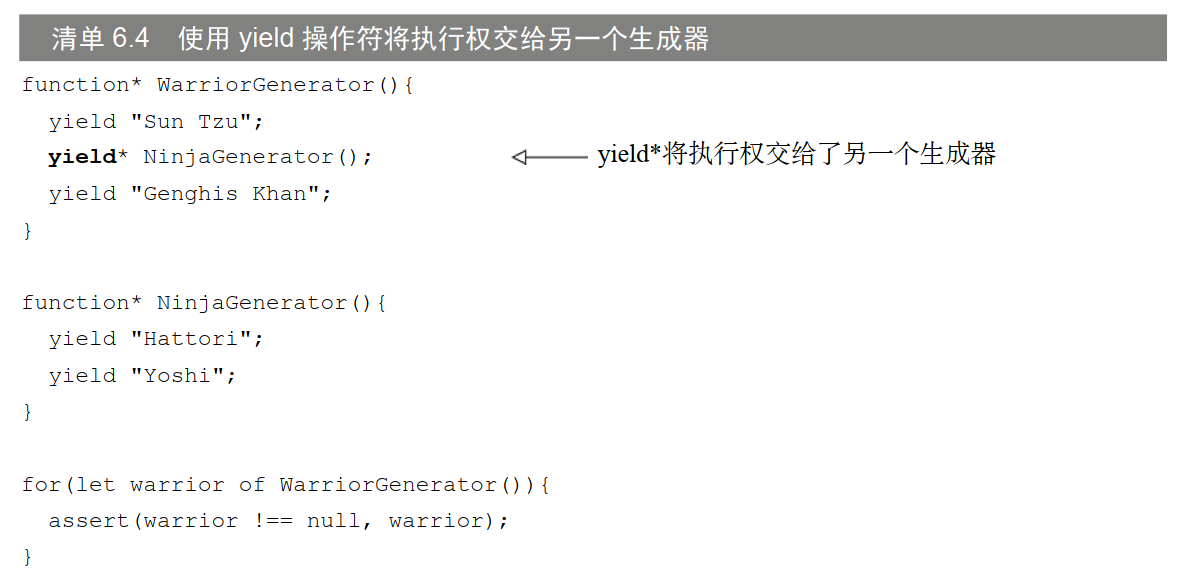 清单 6.4 使用 yield 操作符将执行权交给另一个生成器
function* WarriorGenerator(){
  yield "Sun Tzu";
  yield* NinjaGenerator(); yield*将执行权交给了另一个生成器
  yield "Genghis Khan";
}
function* NinjaGenerator(){
  yield "Hattori";
  yield "Yoshi";
}
for(let warrior of WarriorGenerator()){
  assert(warrior !== null, warrior);
}